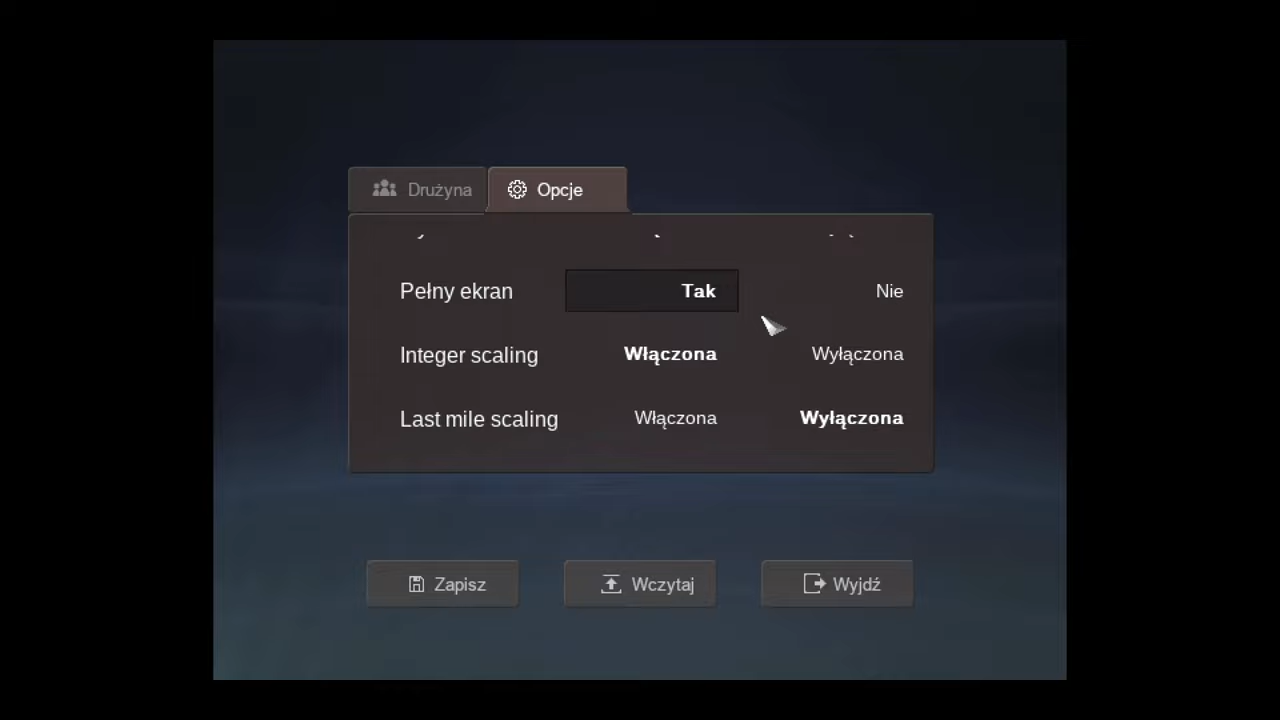 Drużyna Opcje
Pełny ekran Tak Nie
Integer scaling Włączona Wyłączona
Last mile scaling Włączona Wyłączona
Zapisz Wczytaj Wyjdź